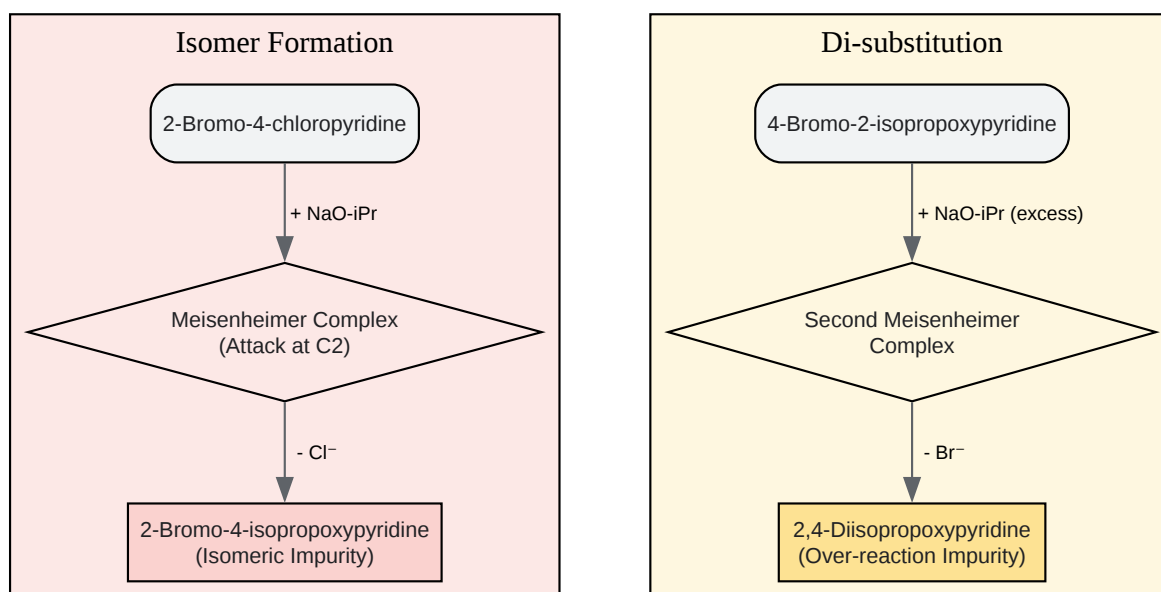 Isomer Formation
2-Bromo-4-chloropyridine
+ NaO-iPr
Meisenheimer Complex
(Attack at C2)
- Cl⁻
2-Bromo-4-isopropoxypyridine
(Isomeric Impurity)
Di-substitution
4-Bromo-2-isopropoxypyridine
+ NaO-iPr (excess)
Second Meisenheimer
Complex
- Br⁻
2,4-Diisopropoxypyridine
(Over-reaction Impurity)